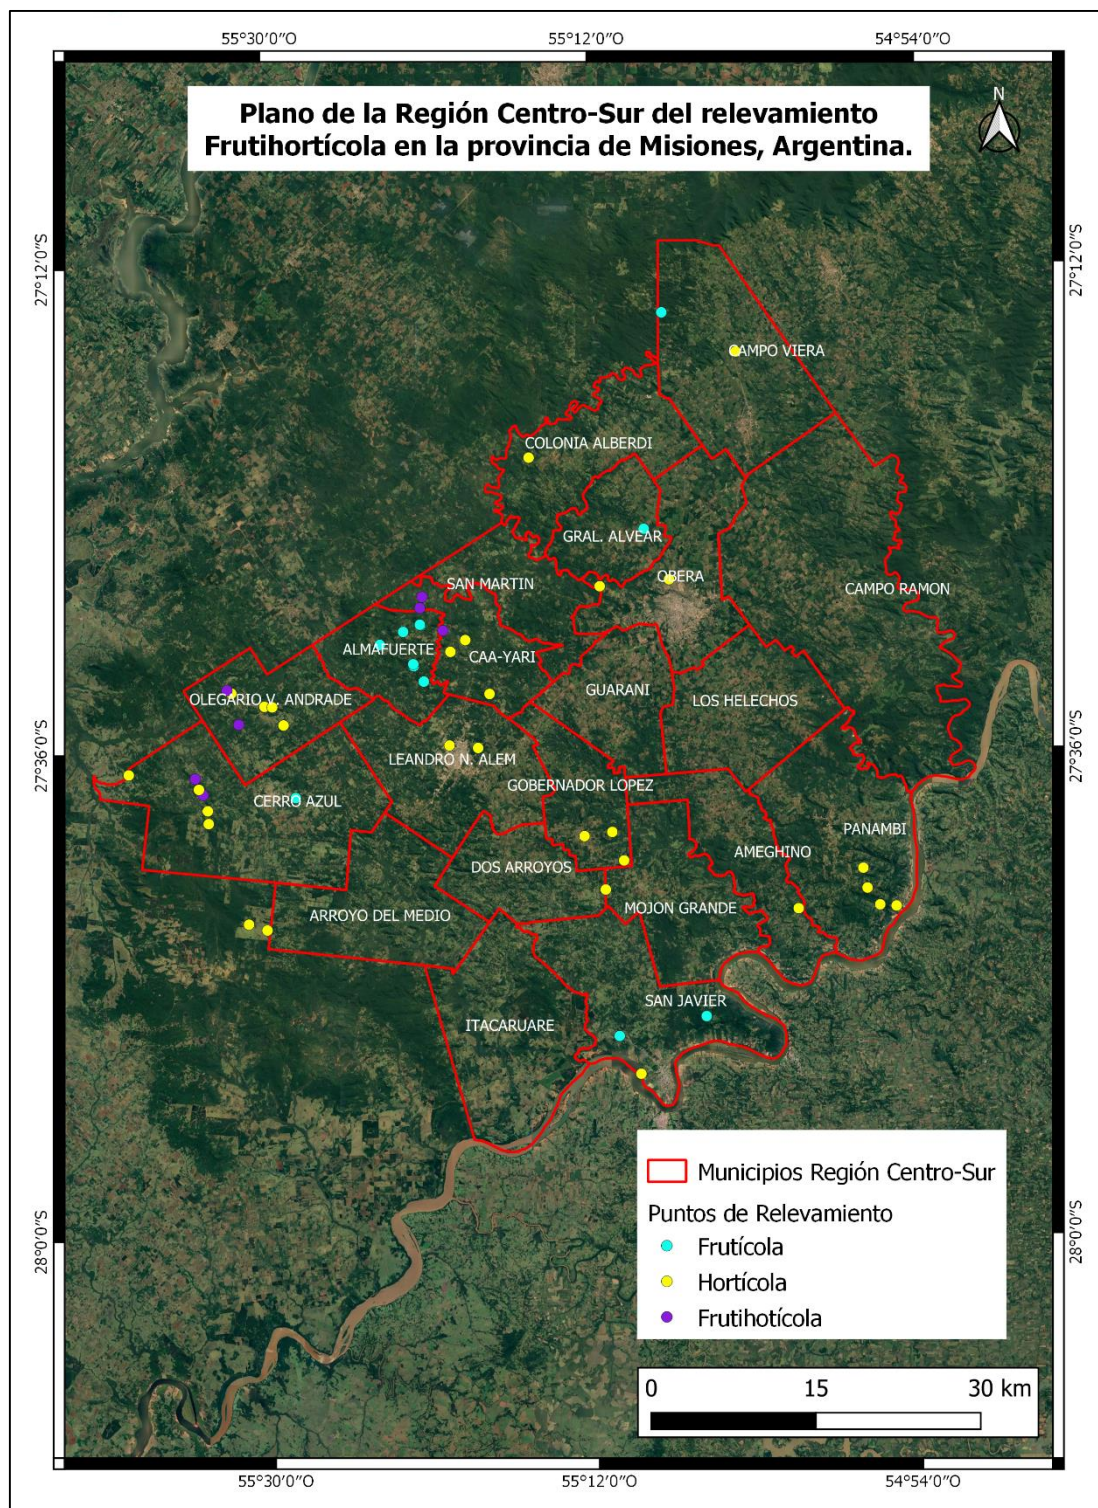 55°30'0"O 55°12'0"O 54°54'0"O
Plano de la Región Centro-Sur del relevamiento
Frutihortícola en la provincia de Misiones, Argentina.
N
27°12'0"S 27°12'0"S
CAMPO VIERA
COLONIA ALBERDI
GRAL. ALVEAR
OBERA
SAN MARTIN
CAMPO RAMON
ALMAFUERTE
CAA-YARI
GUARANI
LOS HELECHOS
OLEGARIO V. ANDRADE
27°36'0"S 27°36'0"S
LEANDRO N. ALEM
GOBERNADOR LOPEZ
CERRO AZUL
PANAMBI
AMEGHINO
DOS ARROYOS
MOJON GRANDE
ARROYO DEL MEDIO
SAN JAVIER
ITACARUARE
Municipios Región Centro-Sur
Puntos de Relevamiento
Frutícola
Hortícola
Frutihotícola
28°0'0"S 28°0'0"S
0 15 30 km
55°30'0"O 55°12'0"O 54°54'0"O